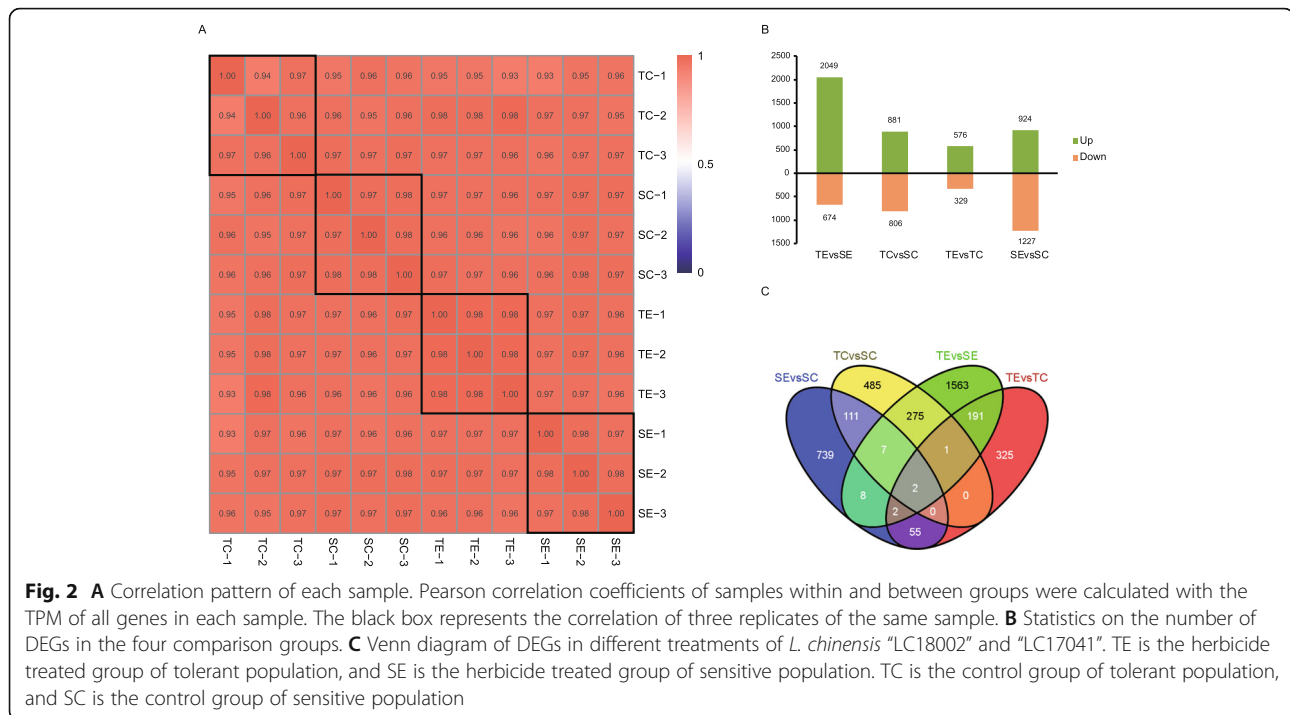 A
1.00 0.94 0.97 0.95 0.96 0.96 0.95 0.95 0.93 0.93 0.95 0.96 TC−1
0.94 1.00 0.96 0.96 0.95 0.96 0.98 0.98 0.98 0.97 0.97 0.95 TC−2
0.97 0.96 1.00 0.97 0.97 0.97 0.97 0.97 0.96 0.96 0.97 0.97 TC−3
0.95 0.96 0.97 1.00 0.97 0.98 0.97 0.97 0.96 0.97 0.97 0.97 SC−1
0.96 0.95 0.97 0.97 1.00 0.98 0.96 0.96 0.96 0.96 0.97 0.97 SC−2
0.96 0.96 0.97 0.98 0.98 1.00 0.97 0.97 0.96 0.96 0.98 0.97 SC−3
0.95 0.98 0.97 0.97 0.96 0.97 1.00 0.98 0.98 0.97 0.97 0.96 TE−1
0.95 0.98 0.97 0.97 0.96 0.97 0.98 1.00 0.98 0.97 0.97 0.96 TE−2
0.93 0.98 0.96 0.96 0.96 0.96 0.98 0.98 1.00 0.97 0.97 0.96 TE−3
0.93 0.97 0.96 0.97 0.96 0.96 0.97 0.97 0.97 1.00 0.98 0.97 SE−1
0.95 0.97 0.97 0.97 0.97 0.98 0.97 0.97 0.97 0.98 1.00 0.98 SE−2
0.96 0.95 0.97 0.97 0.97 0.97 0.96 0.96 0.96 0.97 0.98 1.00 SE−3
TC−1 TC−2 TC−3 SC−1 SC−2 SC−3 TE−1 TE−2 TE−3 SE−1 SE−2 SE−3
1
0.5
0
B
2500
2000
1500
1000
500
0
500
1000
1500
2049 881 576 924
674 806 329 1227
TEvsSE TCvsSC TEvsTC SEvsSC
Up
Down
C
TCvsSC TEvsSE
SEvsSC TEvsTC
485 1563
111 275 191
739 7 1 325
8 2 0
2 0
55
Fig. 2 A Correlation pattern of each sample. Pearson correlation coefficients of samples within and between groups were calculated with the
TPM of all genes in each sample. The black box represents the correlation of three replicates of the same sample. B Statistics on the number of
DEGs in the four comparison groups. C Venn diagram of DEGs in different treatments of L. chinensis “LC18002” and “LC17041”. TE is the herbicide
treated group of tolerant population, and SE is the herbicide treated group of sensitive population. TC is the control group of tolerant population,
and SC is the control group of sensitive population